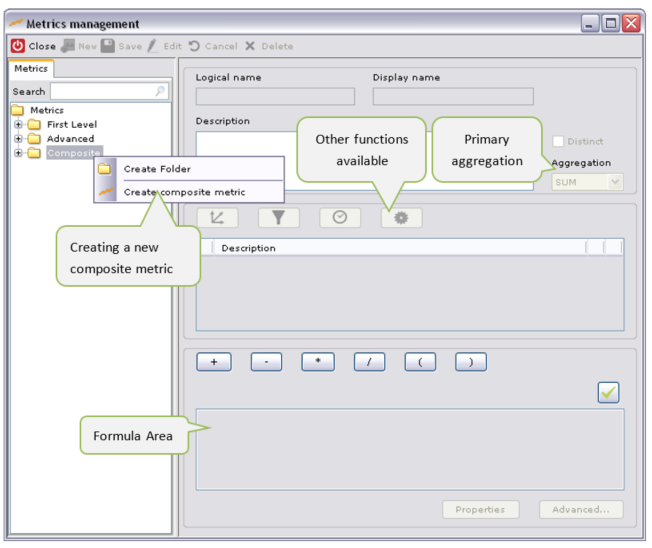 Metrics management
Close New Save Edit Cancel Delete
Metrics
Search
Metrics
First Level
Advanced
Composite
Create Folder
Create composite metric
Creating a new
composite metric
Logical name Display name
Description
Other functions
available
Primary
aggregation
Distinct
Aggregation
SUM
Description
+ - * / ( )
Formula Area
Properties Advanced...